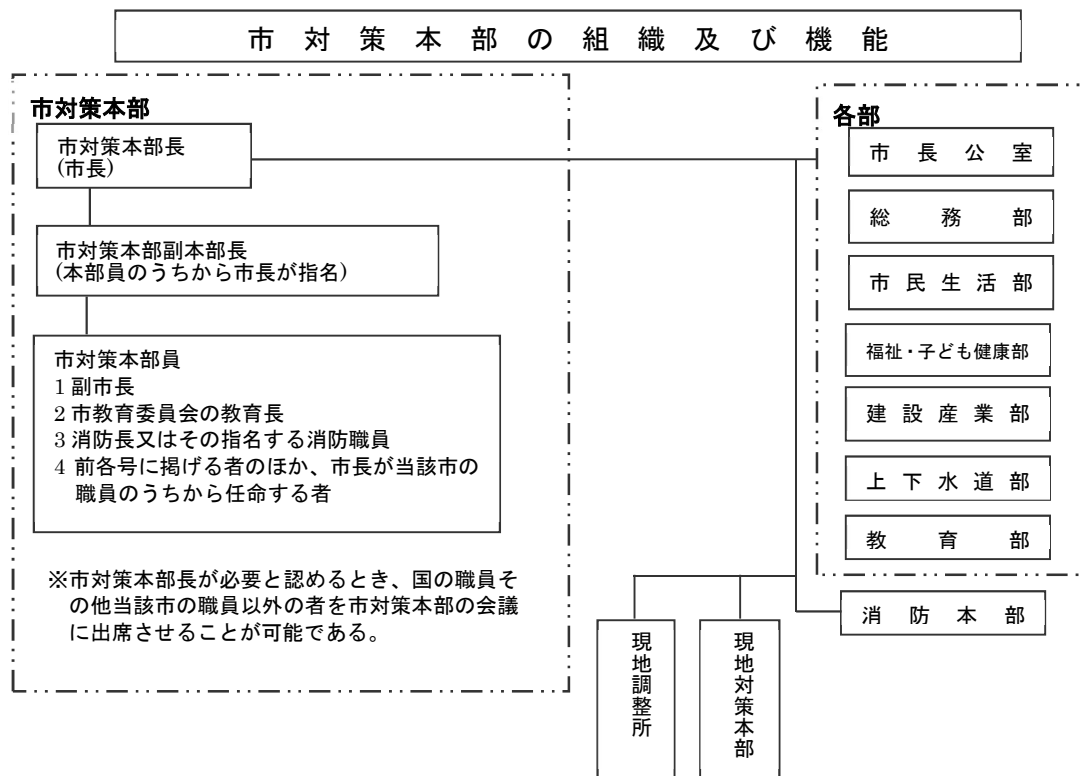 市対策本部の組織及び機能
市対策本部
市対策本部長
(市長)
市対策本部副本部長
(本部員のうちから市長が指名)
市対策本部員
1 副市長
2 市教育委員会の教育長
3 消防長又はその指名する消防職員
4 前各号に掲げる者のほか、市長が当該市の
職員のうちから任命する者
※市対策本部長が必要と認めるとき、国の職員そ
の他当該市の職員以外の者を市対策本部の会議
に出席させることが可能である。
各部
市長公室
総務部
市民生活部
福祉・子ども健康部
建設産業部
上下水道部
教育部
消防本部
現地調整所
現地対策本部